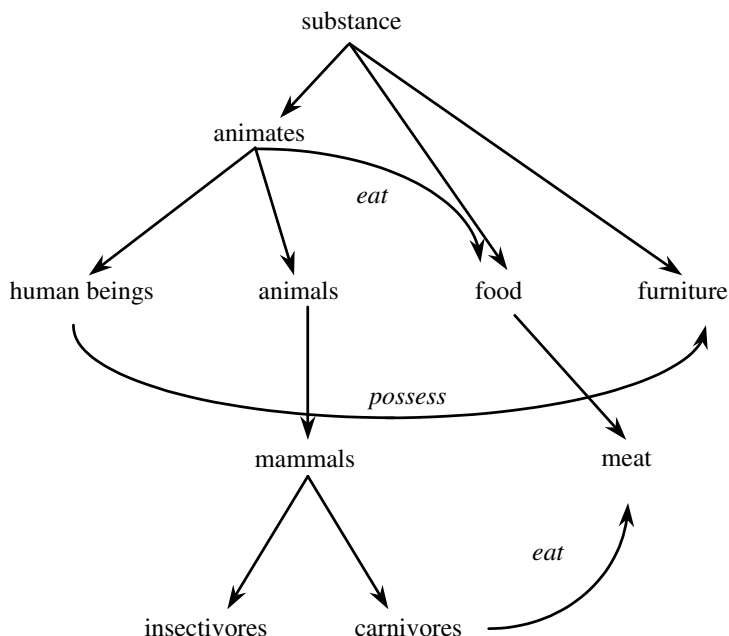 substance
animates
eat
human beings animals food furniture
possess
mammals meat
eat
insectivores carnivores